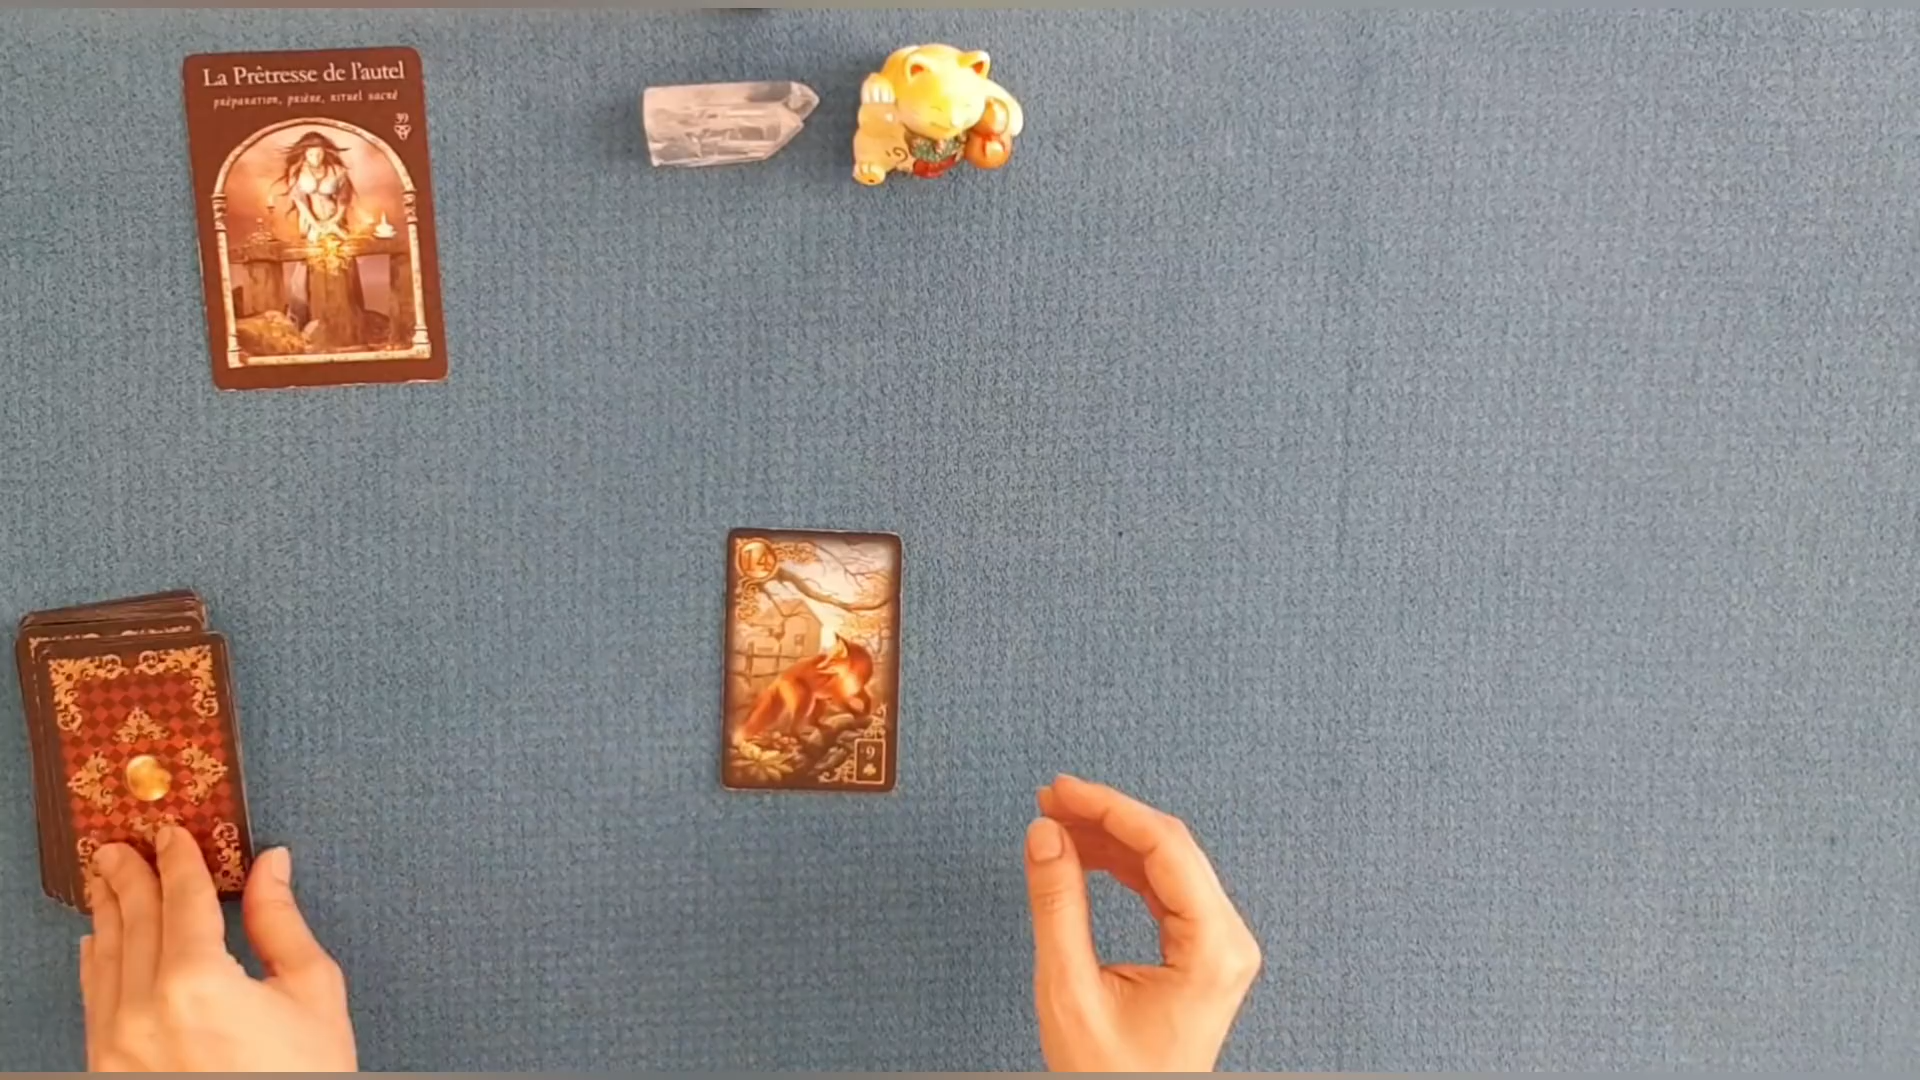 La Prêtresse de l'autel
préparation, prière, rituel sacré
39
14
9